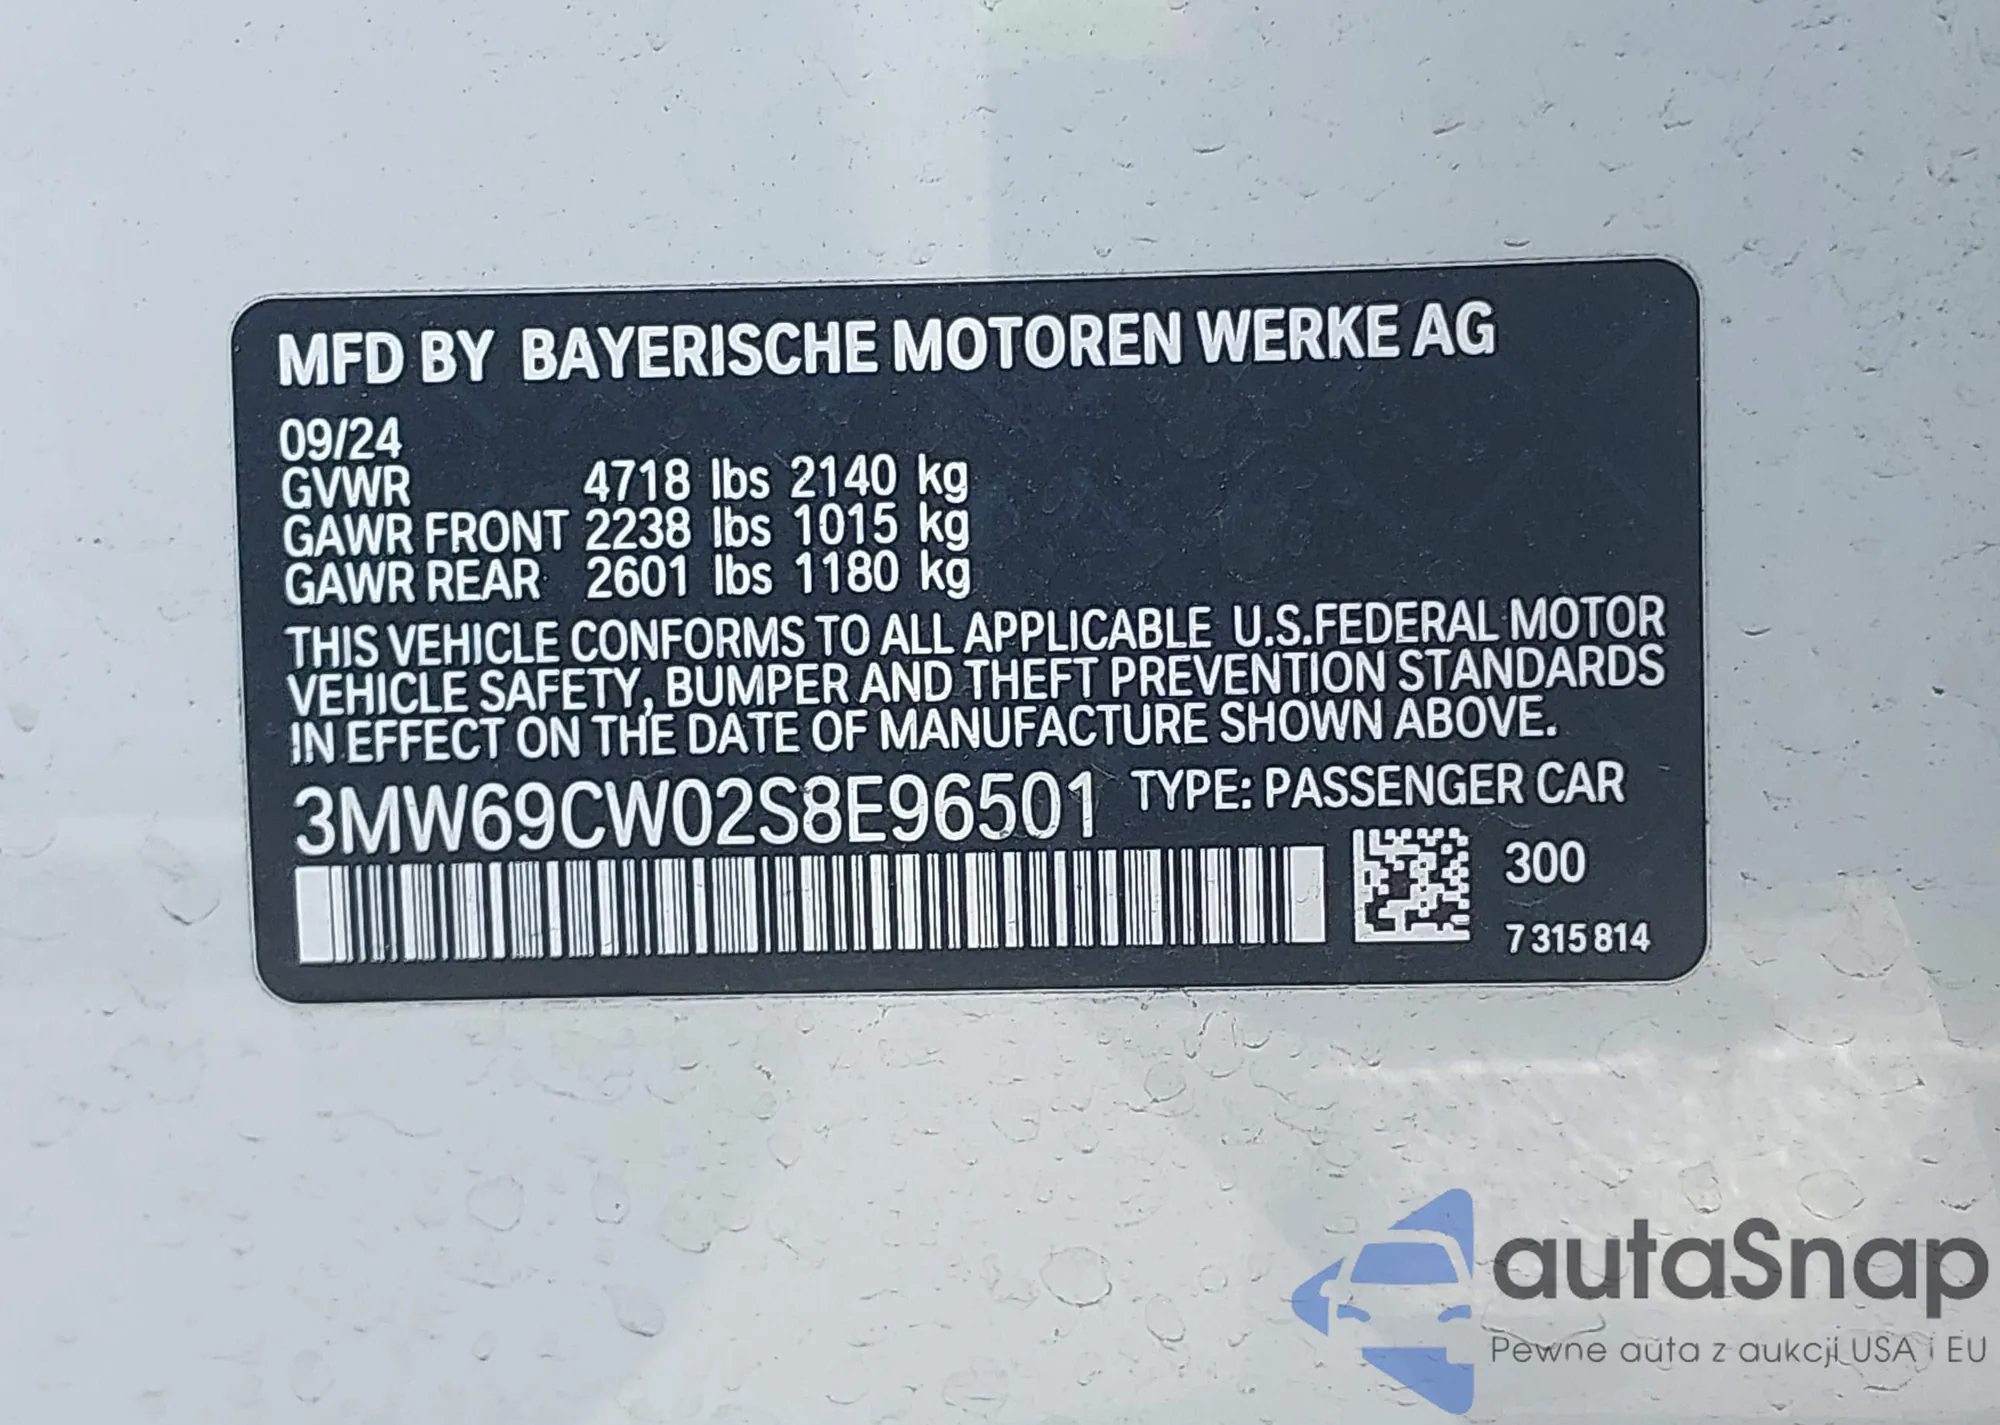 MFD BY BAYERISCHE MOTOREN WERKE AG
09/24
GVWR 4718 lbs 2140 kg
GAWR FRONT 2238 lbs 1015 kg
GAWR REAR 2601 lbs 1180 kg
THIS VEHICLE CONFORMS TO ALL APPLICABLE U.S.FEDERAL MOTOR
VEHICLE SAFETY, BUMPER AND THEFT PREVENTION STANDARDS
IN EFFECT ON THE DATE OF MANUFACTURE SHOWN ABOVE.
3MW69CW02S8E96501 TYPE: PASSENGER CAR
300
7 315 814
autaSnap
Pewne auta z aukcji USA i EU